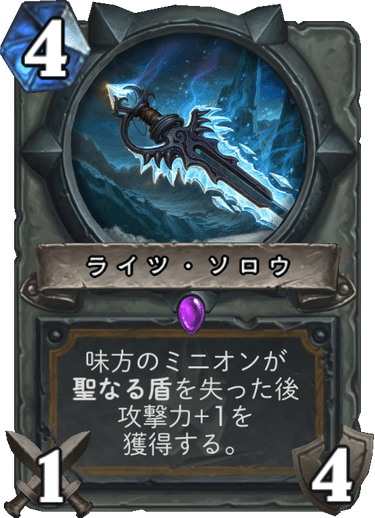 4
ライツ・ソロウ
味方のミニオンが
聖なる盾を失った後
攻撃力+1を
獲得する。
1
4